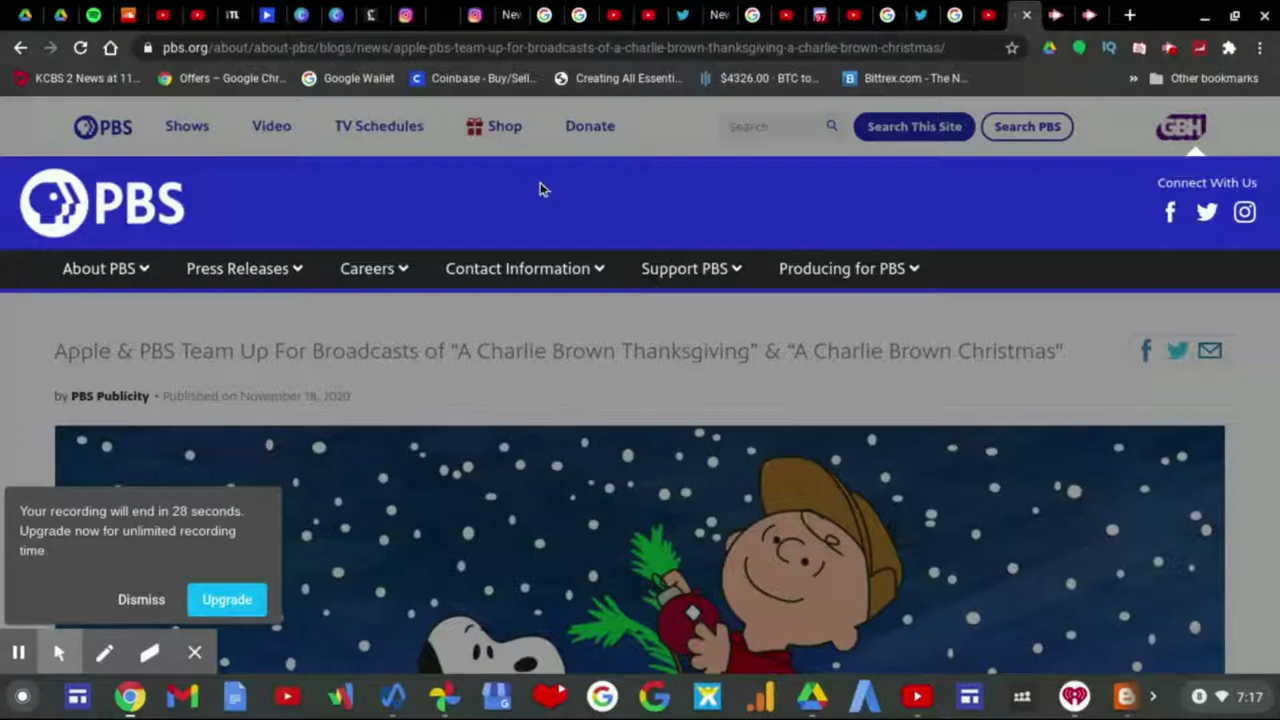 iTL
New
Nev
97
pbs.org/about/about-pbs/blogs/news/apple-pbs-team-up-for-broadcasts-of-a-charlie-brown-thanksgiving-a-charlie-brown-christmas/
KCBS 2 News at 11...
Offers – Google Chr...
Google Wallet
Coinbase - Buy/Sell...
Creating All Essenti...
$4326.00 · BTC to...
Bittrex.com - The N...
Other bookmarks
PBS
Shows
Video
TV Schedules
Shop
Donate
Search
Search This Site
Search PBS
GBH
PBS
Connect With Us
About PBS
Press Releases
Careers
Contact Information
Support PBS
Producing for PBS
Apple & PBS Team Up For Broadcasts of “A Charlie Brown Thanksgiving” & “A Charlie Brown Christmas”
by PBS Publicity • Published on November 18, 2020
Your recording will end in 28 seconds.
Upgrade now for unlimited recording
time.
Dismiss
Upgrade
7:17